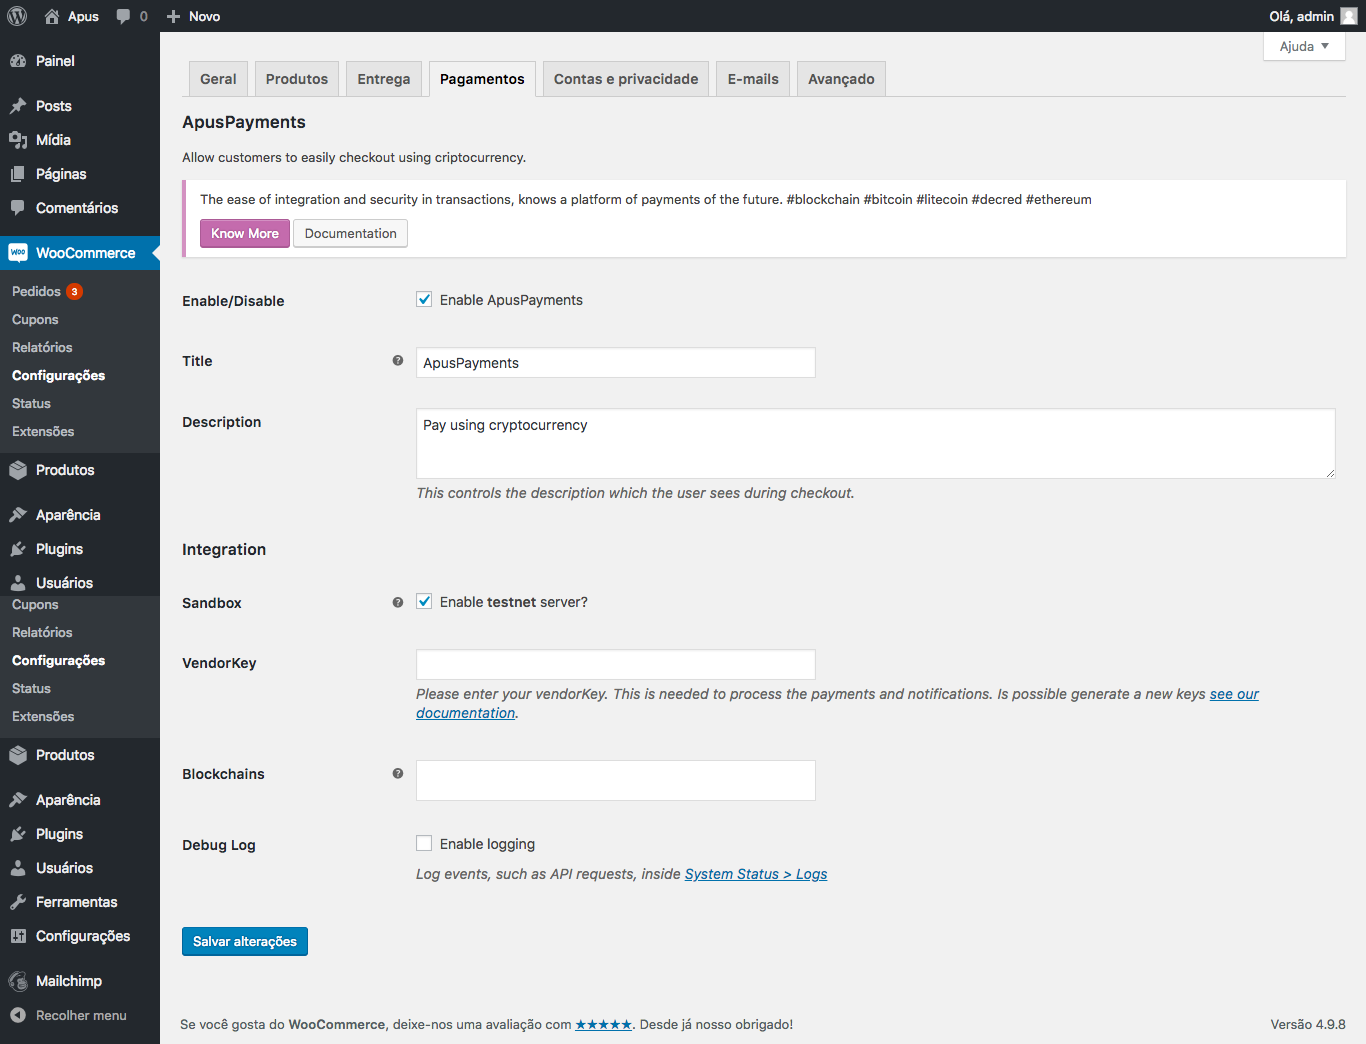 Apus
0
Novo
Olá, admin
Ajuda
Painel
Posts
Mídia
Páginas
Comentários
WooCommerce
Pedidos 3
Cupons
Relatórios
Configurações
Status
Extensões
Produtos
Aparência
Plugins
Usuários
Cupons
Relatórios
Configurações
Status
Extensões
Produtos
Aparência
Plugins
Usuários
Ferramentas
Configurações
Mailchimp
Recolher menu
Geral
Produtos
Entrega
Pagamentos
Contas e privacidade
E-mails
Avançado
ApusPayments
Allow customers to easily checkout using criptocurrency.
The ease of integration and security in transactions, knows a platform of payments of the future. #blockchain #bitcoin #litecoin #decred #ethereum
Know More
Documentation
Enable/Disable
Enable ApusPayments
Title
ApusPayments
Description
Pay using cryptocurrency
This controls the description which the user sees during checkout.
Integration
Sandbox
Enable testnet server?
VendorKey
Please enter your vendorKey. This is needed to process the payments and notifications. Is possible generate a new keys see our
documentation.
Blockchains
Debug Log
Enable logging
Log events, such as API requests, inside System Status > Logs
Salvar alterações
Se você gosta do WooCommerce, deixe-nos uma avaliação com ★★★★★. Desde já nosso obrigado!
Versão 4.9.8